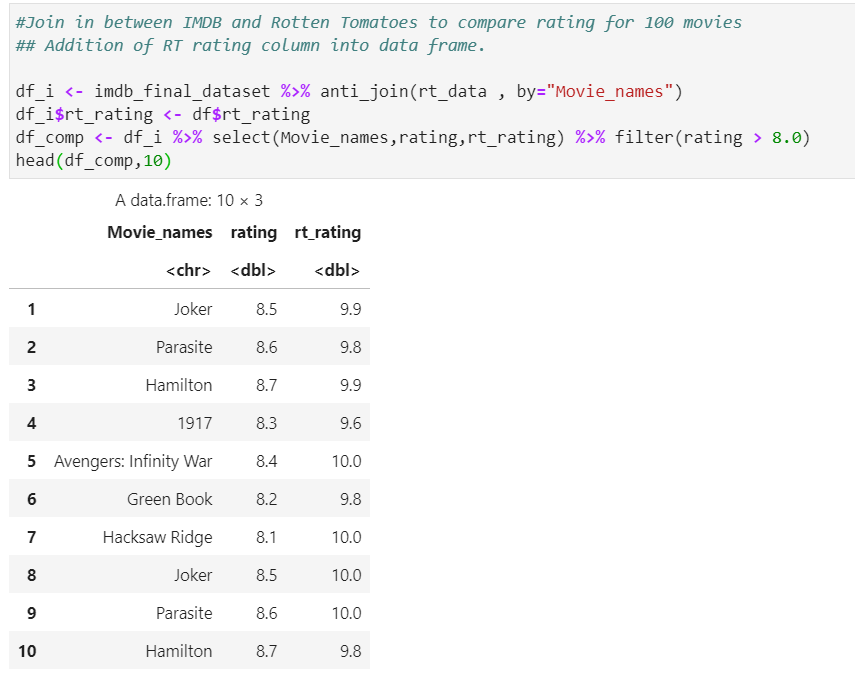 #Join in between IMDB and Rotten Tomatoes to compare rating for 100 movies
## Addition of RT rating column into data frame.
df_i <- imdb_final_dataset %>% anti_join(rt_data , by="Movie_names")
df_i$rt_rating <- df$rt_rating
df_comp <- df_i %>% select(Movie_names,rating,rt_rating) %>% filter(rating > 8.0)
head(df_comp,10)
A data.frame: 10 × 3
Movie_names rating rt_rating
<chr> <dbl> <dbl>
1 Joker 8.5 9.9
2 Parasite 8.6 9.8
3 Hamilton 8.7 9.9
4 1917 8.3 9.6
5 Avengers: Infinity War 8.4 10.0
6 Green Book 8.2 9.8
7 Hacksaw Ridge 8.1 10.0
8 Joker 8.5 10.0
9 Parasite 8.6 10.0
10 Hamilton 8.7 9.8